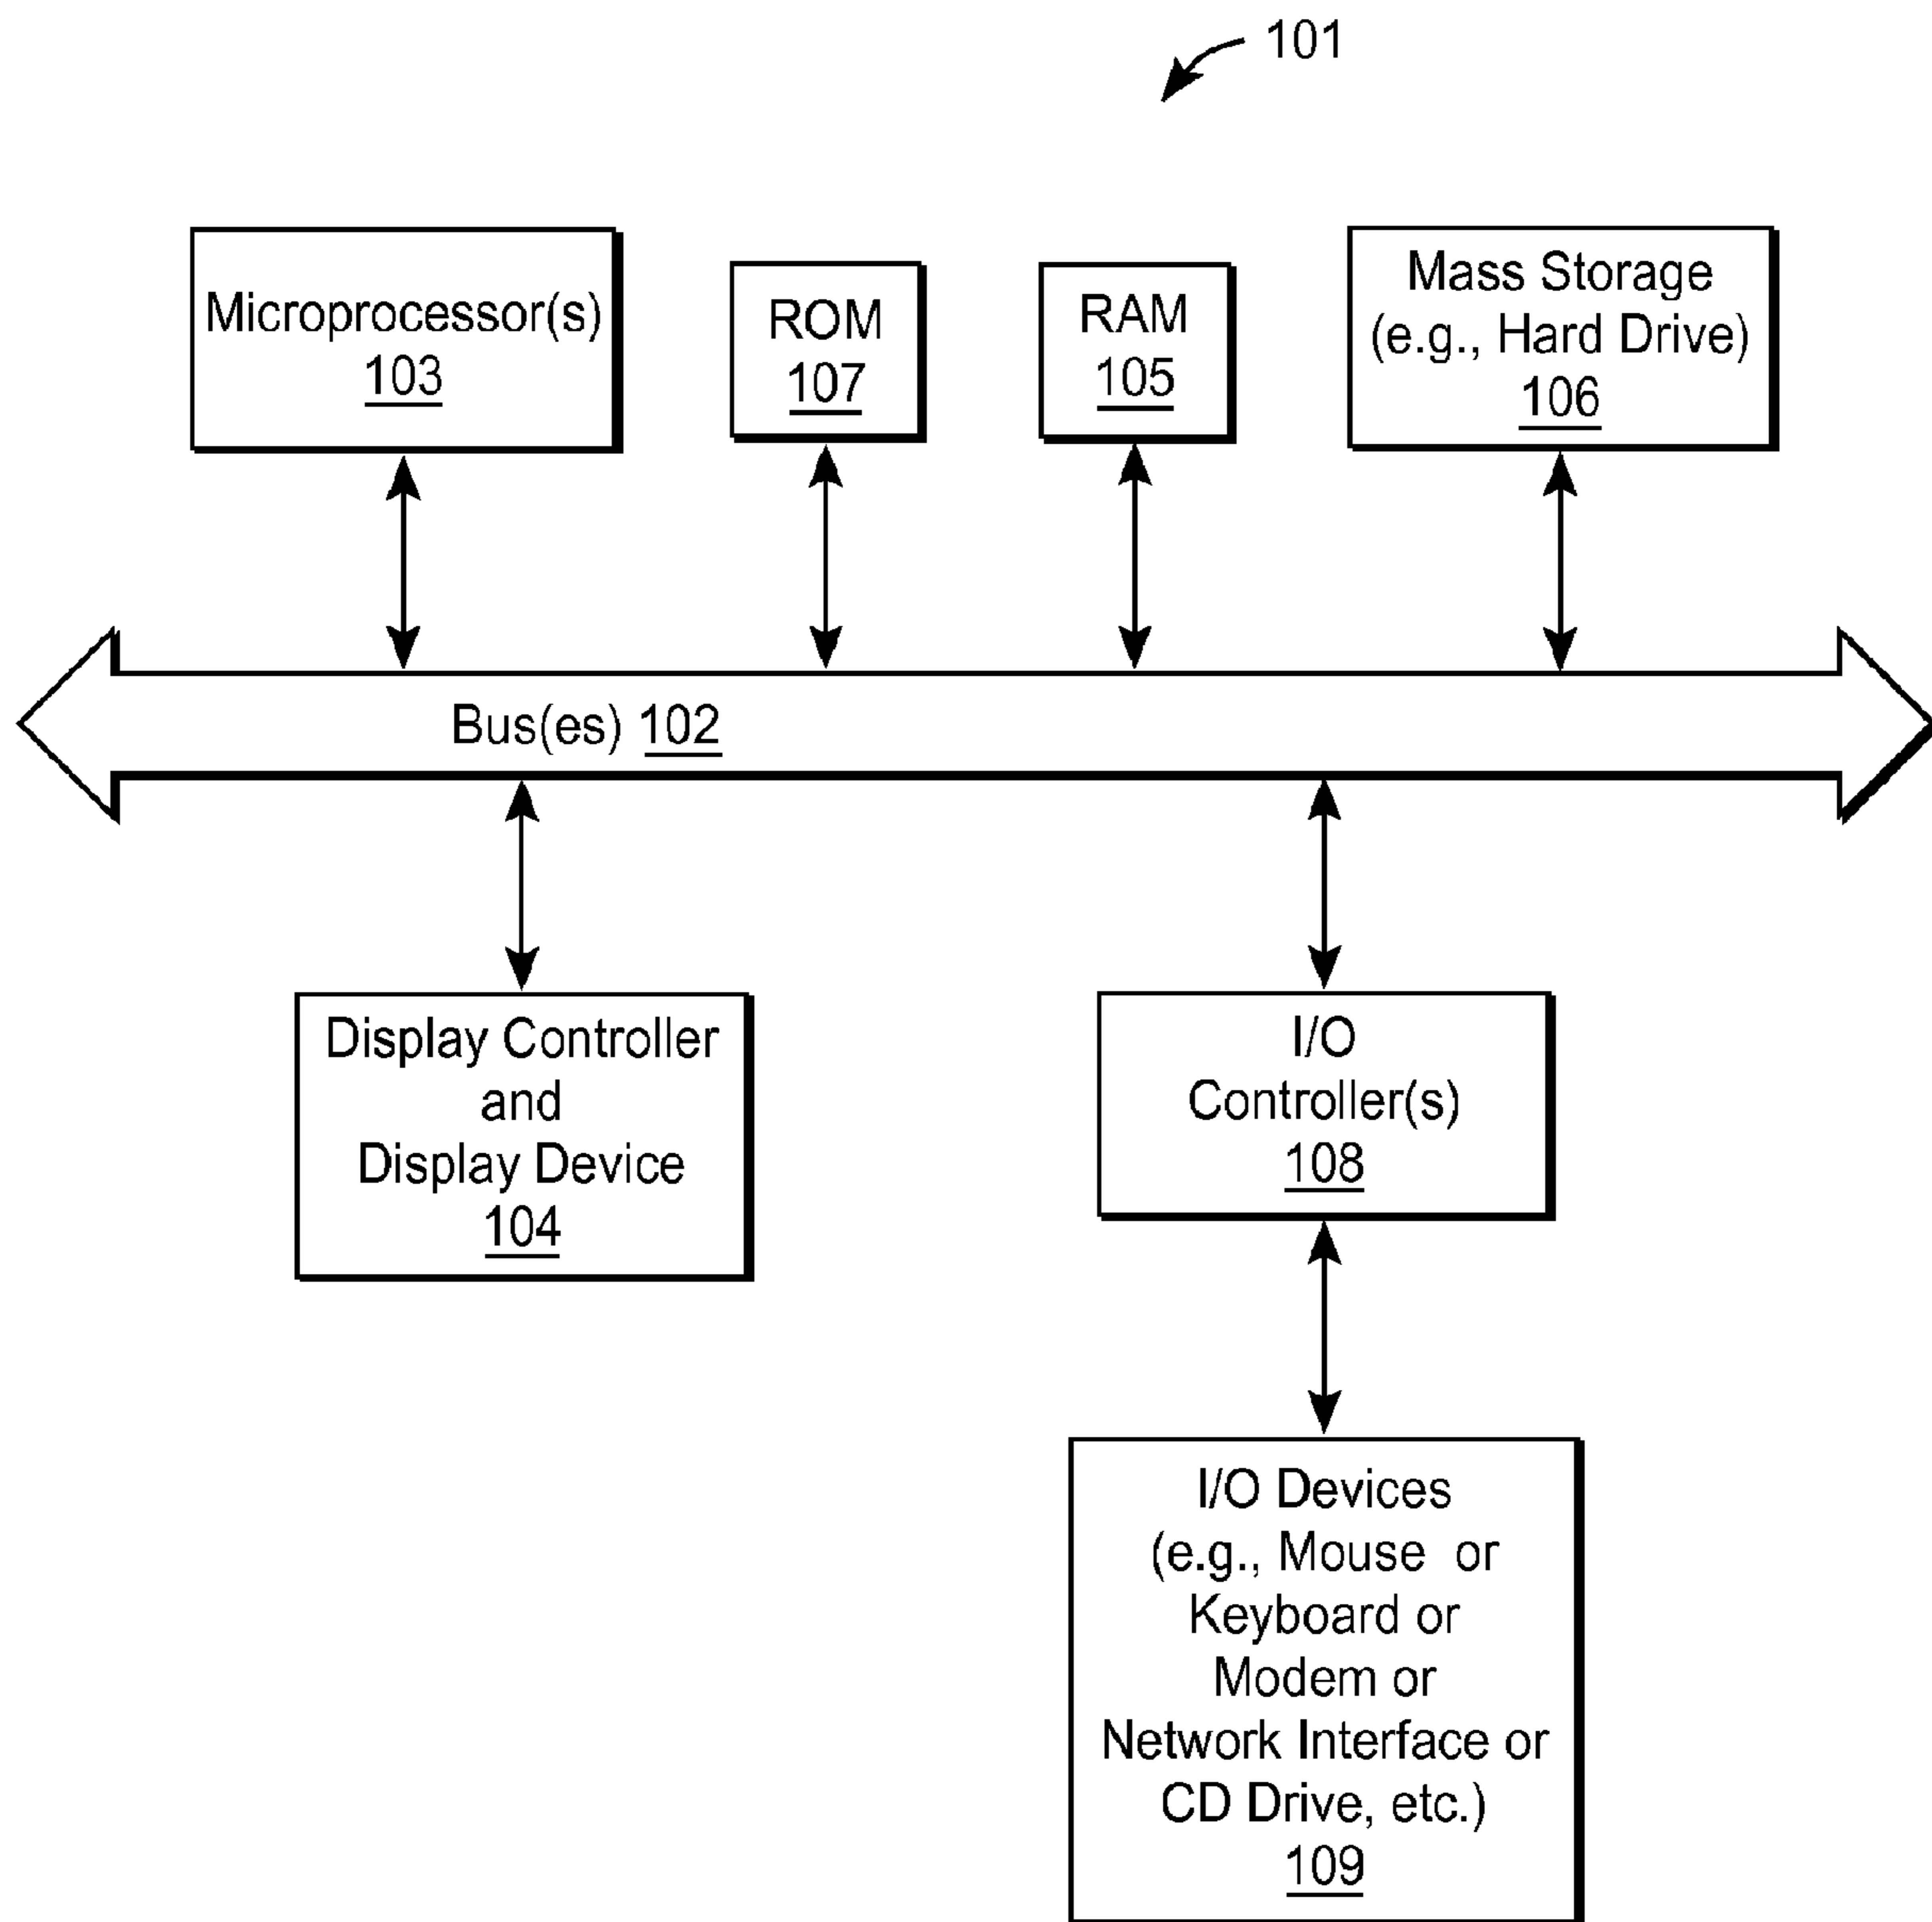 101
Microprocessor(s)
103
ROM
107
RAM
105
Mass Storage
(e.g., Hard Drive)
106
Bus(es) 102
Display Controller
and
Display Device
104
I/O
Controller(s)
108
I/O Devices
(e.g., Mouse or
Keyboard or
Modem or
Network Interface or
CD Drive, etc.)
109